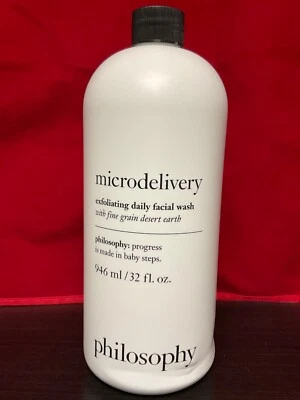 microdelivery
exfoliating daily facial wash
with fine grain desert earth
philosophy: progress
is made in baby steps.
946 ml / 32 fl. oz.
philosophy